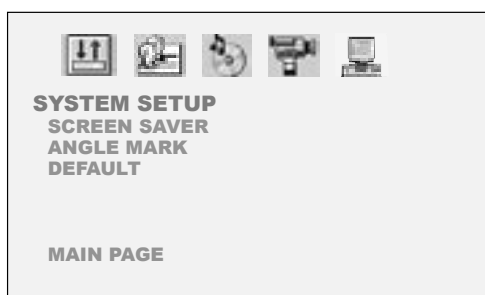 SYSTEM SETUP
SCREEN SAVER
ANGLE MARK
DEFAULT
MAIN PAGE